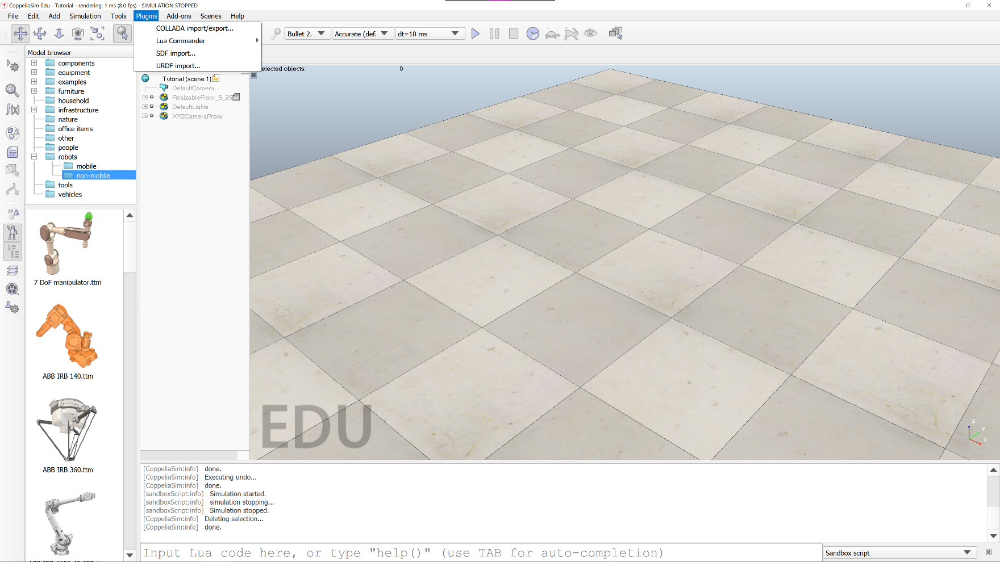 CoppeliaSim Edu - Tutorial - rendering: 1 ms (8.0 fps) - SIMULATION STOPPED
File Edit Add Simulation Tools Plugins Add-ons Scenes Help
COLLADA import/export...
Lua Commander
SDF import...
URDF import...
Bullet 2. Accurate (def. dt=10 ms
Model browser
components
equipment
examples
furniture
household
infrastructure
nature
office items
other
people
robots
mobile
non-mobile
tools
vehicles
7 DoF manipulator.ttm
ABB IRB 140.ttm
ABB IRB 360.ttm
Tutorial (scene 1)
DefaultCamera
ResizableFloor_5_25
DefaultLights
XYZCameraProxy
elected objects: 0
f(x)
EDU
z
y
x
[CoppeliaSim:info] done.
[CoppeliaSim:info] Executing undo...
[CoppeliaSim:info] done.
[sandboxScript:info] Simulation started.
[sandboxScript:info] simulation stopping...
[sandboxScript:info] Simulation stopped.
[CoppeliaSim:info] Deleting selection...
[CoppeliaSim:info] done.
Input Lua code here, or type "help()" (use TAB for auto-completion)
Sandbox script